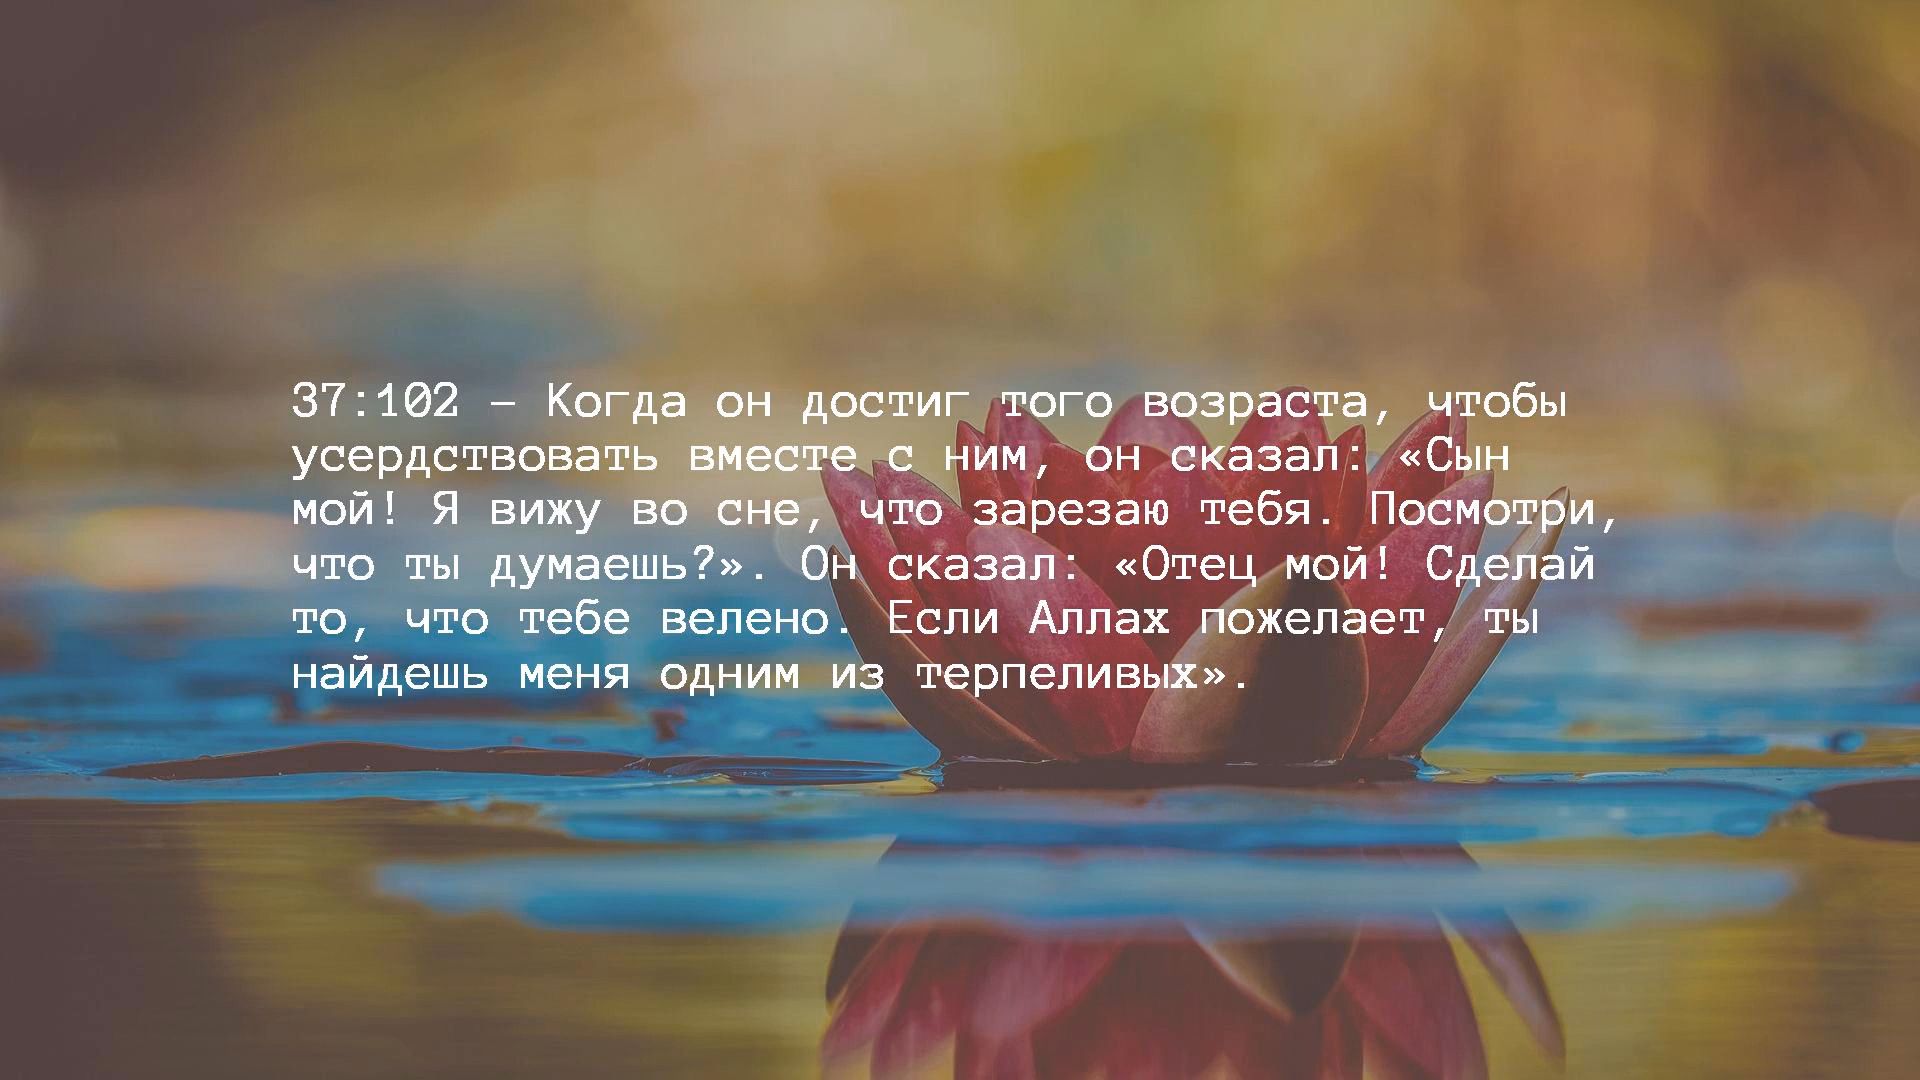 37:102 – Когда он достиг того возраста, чтобы
усердствовать вместе с ним, он сказал: «Сын
мой! Я вижу во сне, что зарезаю тебя. Посмотри,
что ты думаешь?». Он сказал: «Отец мой! Сделай
то, что тебе велено. Если Аллах пожелает, ты
найдешь меня одним из терпеливых».